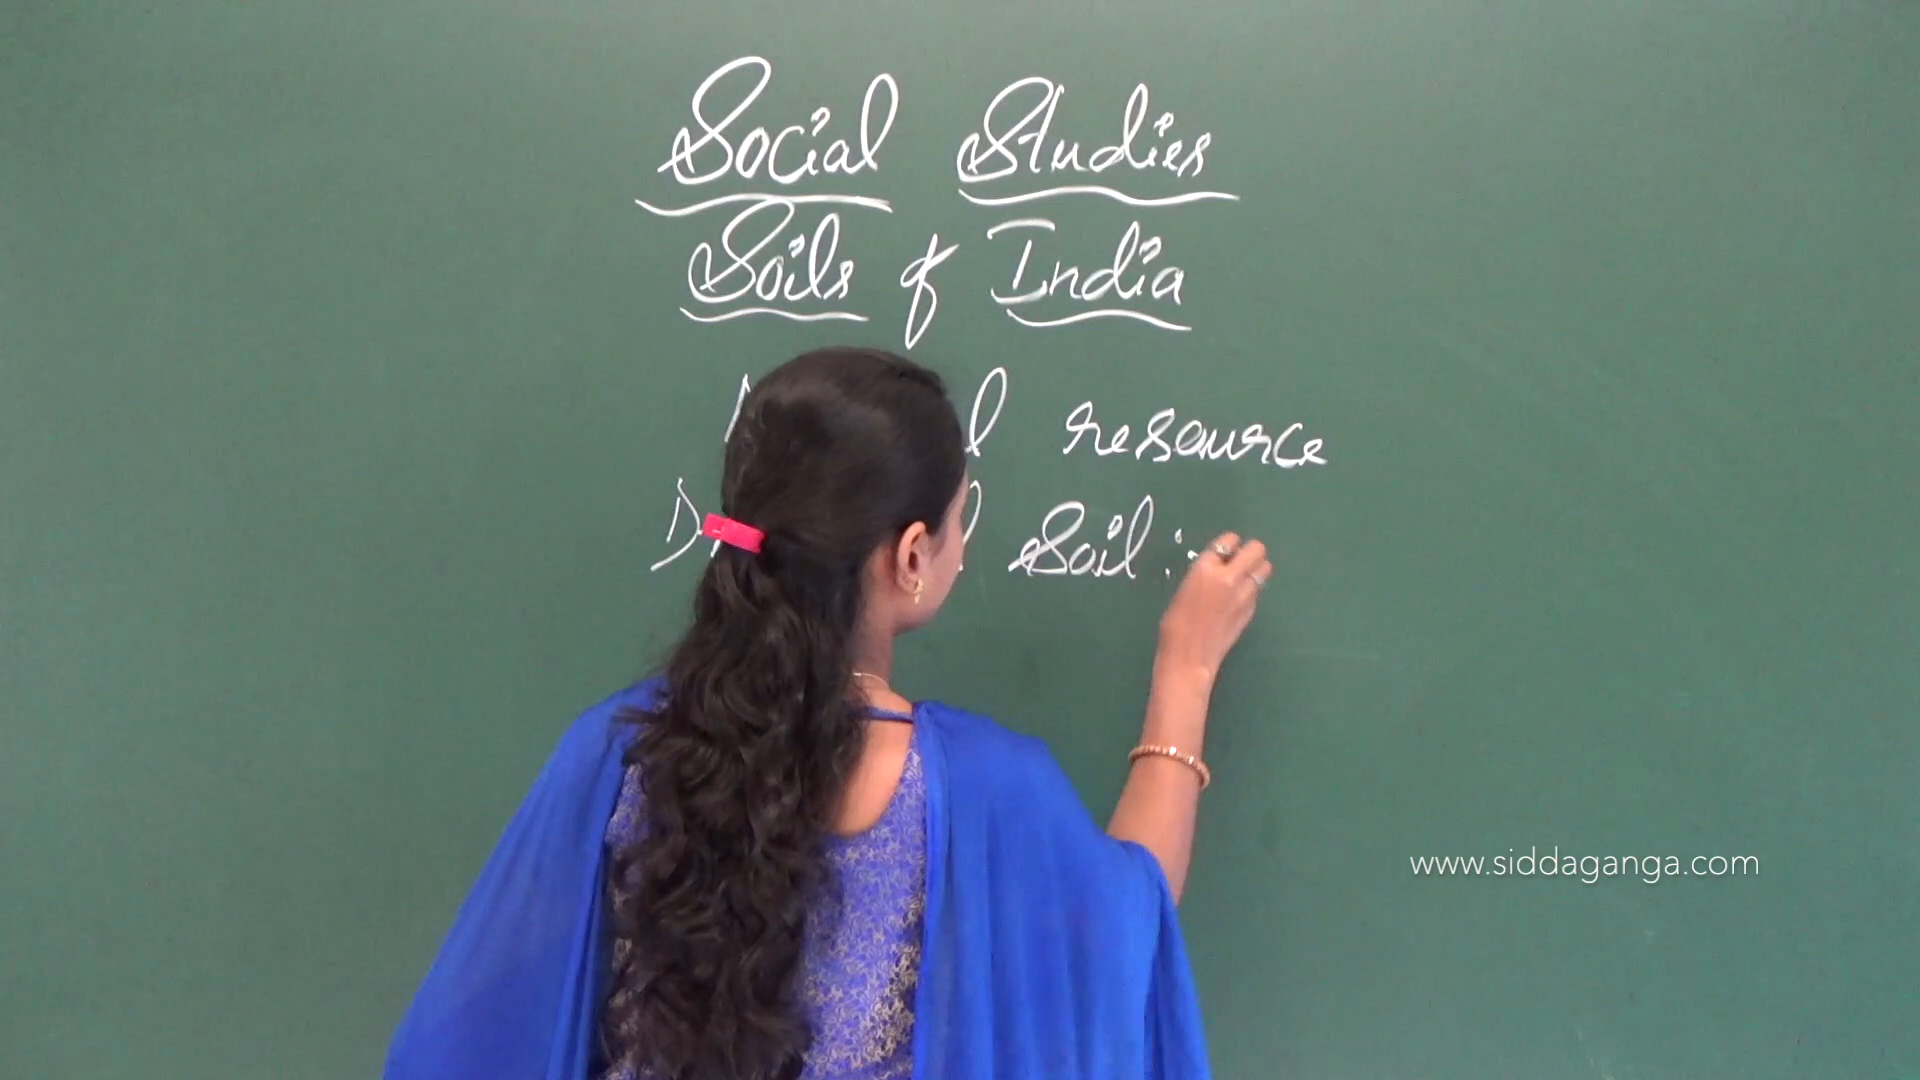 Social Studies
Soils of India
resource
Soil :-
www.siddaganga.com